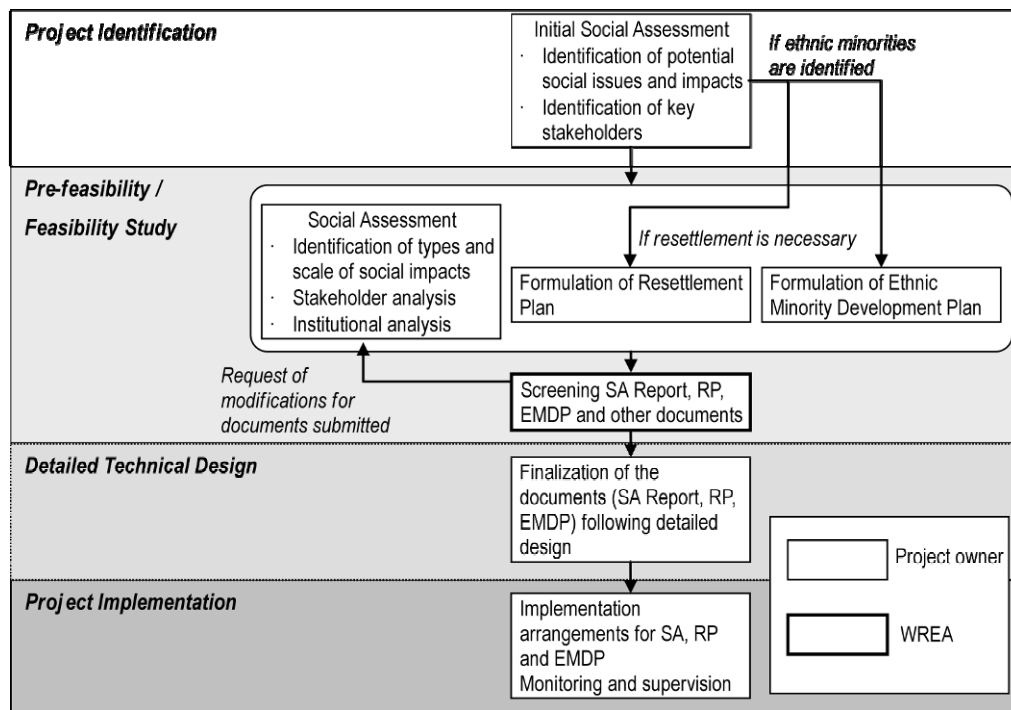 Project Identification
Initial Social Assessment
· Identification of potential
social issues and impacts
· Identification of key
stakeholders
If ethnic minorities
are identified
Pre-feasibility /
Feasibility Study
Social Assessment
· Identification of types and
scale of social impacts
· Stakeholder analysis
· Institutional analysis
If resettlement is necessary
Formulation of Resettlement
Plan
Formulation of Ethnic
Minority Development Plan
Request of
modifications for
documents submitted
Screening SA Report, RP,
EMDP and other documents
Detailed Technical Design
Finalization of the
documents (SA Report, RP,
EMDP) following detailed
design
Project Implementation
Implementation
arrangements for SA, RP
and EMDP
Monitoring and supervision
Project owner
WREA